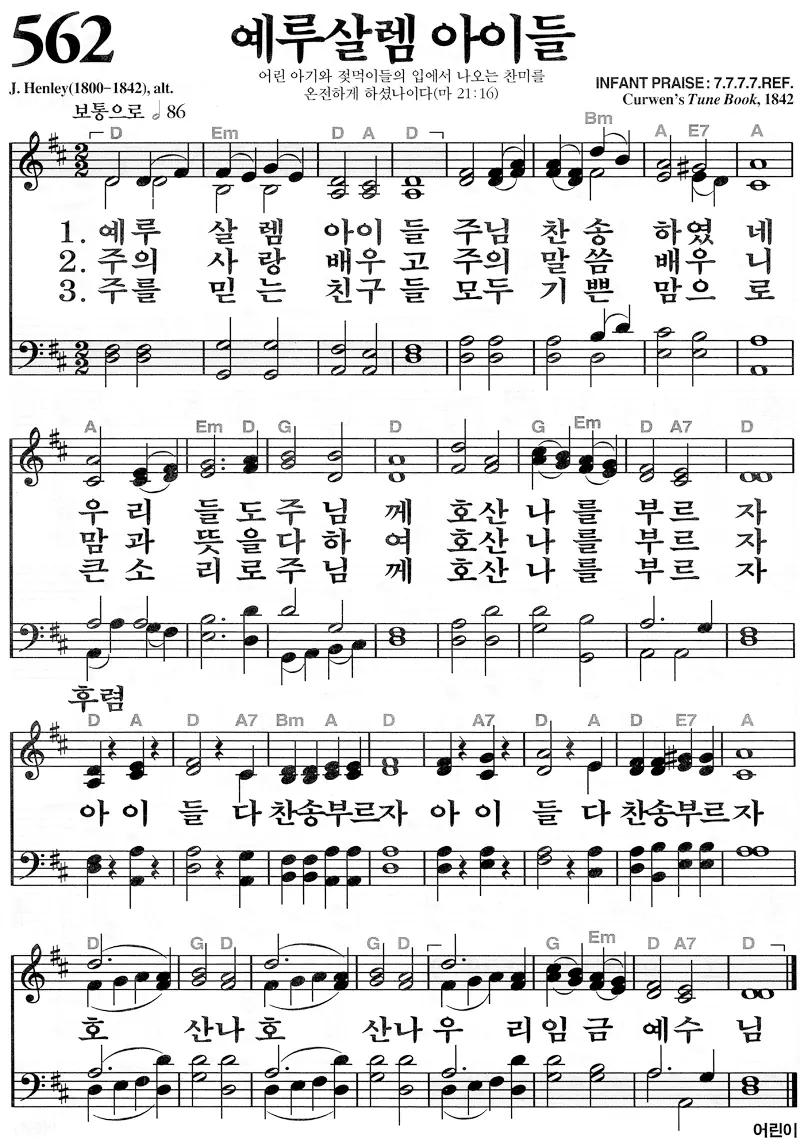 562 예루살렘 아이들
어린 아기와 젖먹이들의 입에서 나오는 찬미를
온전하게 하셨나이다(마 21:16)
J. Henley(1800–1842), alt.
INFANT PRAISE: 7.7.7.7.REF.
Curwen's Tune Book, 1842
보통으로 𝅗𝅥 86
D Em D A D Bm A E7 A
1. 예루 살렘 아이 들 주님 찬송 하였 네
2. 주의 사랑 배우 고 주의 말씀 배우 니
3. 주를 믿는 친구 들 모두 기쁜 맘으 로
A Em D G D G Em D A7 D
우리 들도 주님 께 호산 나를 부르 자
맘과 뜻을 다하 여 호산 나를 부르 자
큰소 리로 주님 께 호산 나를 부르 자
후렴
D A D A7 Bm A D A7 D A D E7 A
아이 들 다 찬송부르자 아이 들 다 찬송부르자
D G D G D G Em D A7 D
호 산나 호 산나 우 리 임금 예수 님
어린이